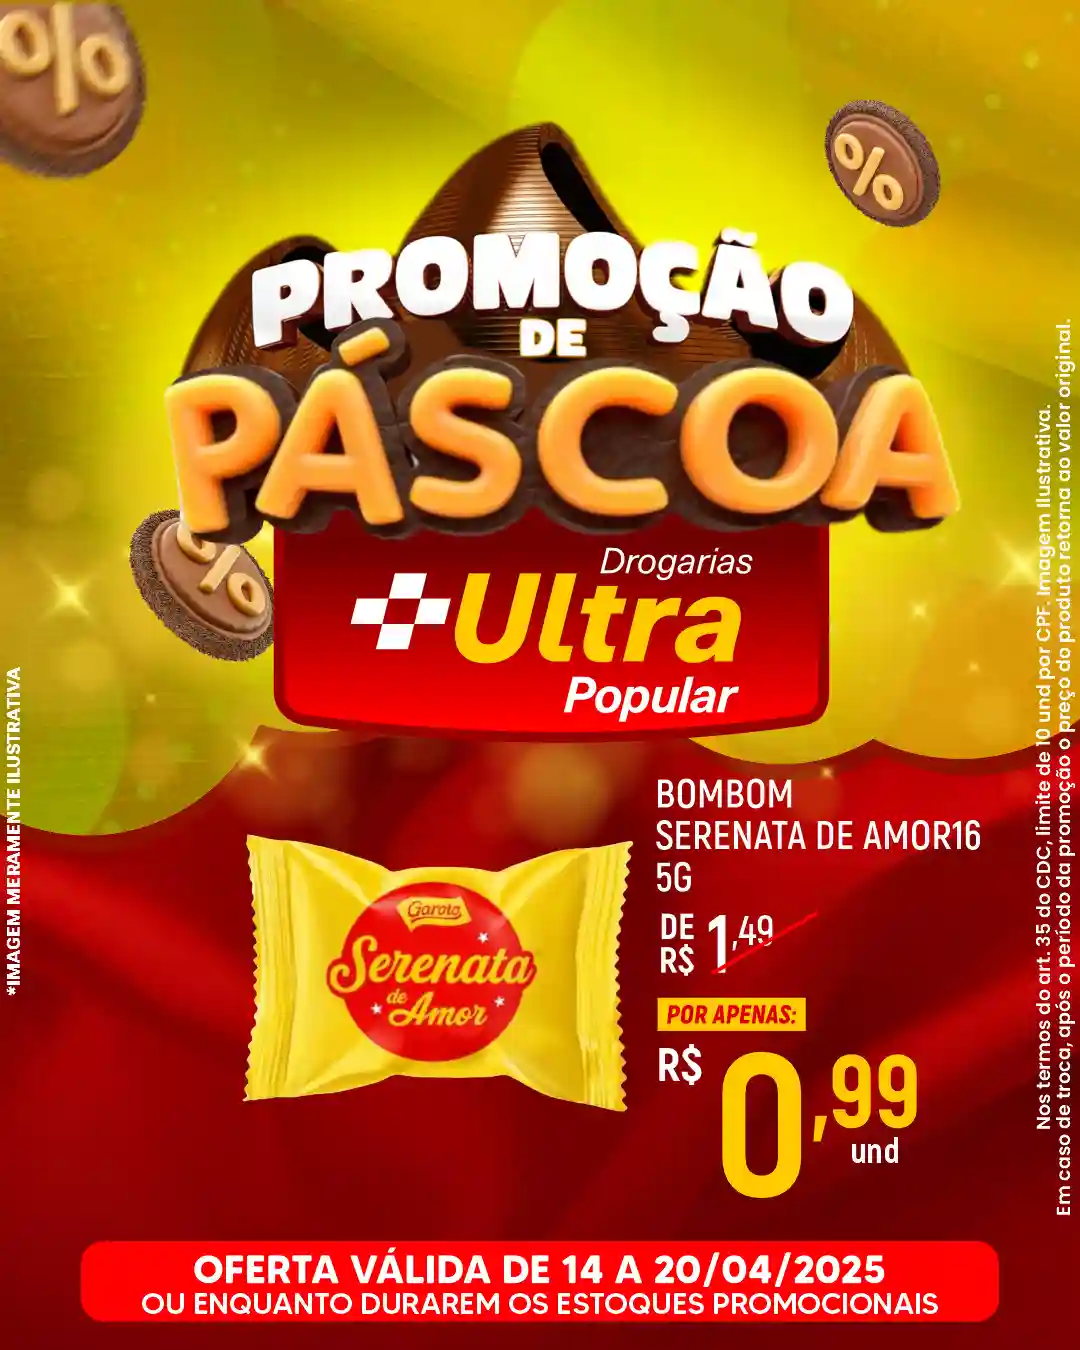 %
%
PROMOÇÃO
DE
PÁSCOA
%
Drogarias
Ultra
Popular
*IMAGEM MERAMENTE ILUSTRATIVA
BOMBOM
SERENATA DE AMOR16
5G
DE
R$ 1,49
POR APENAS:
R$ 0,99
und
Garoto
Serenata
de
Amor
Nos termos do art. 35 do CDC, limite de 10 und por CPF. Imagem Ilustrativa.
Em caso de troca, após o período da promoção o preço do produto retorna ao valor original.
OFERTA VÁLIDA DE 14 A 20/04/2025
OU ENQUANTO DURAREM OS ESTOQUES PROMOCIONAIS